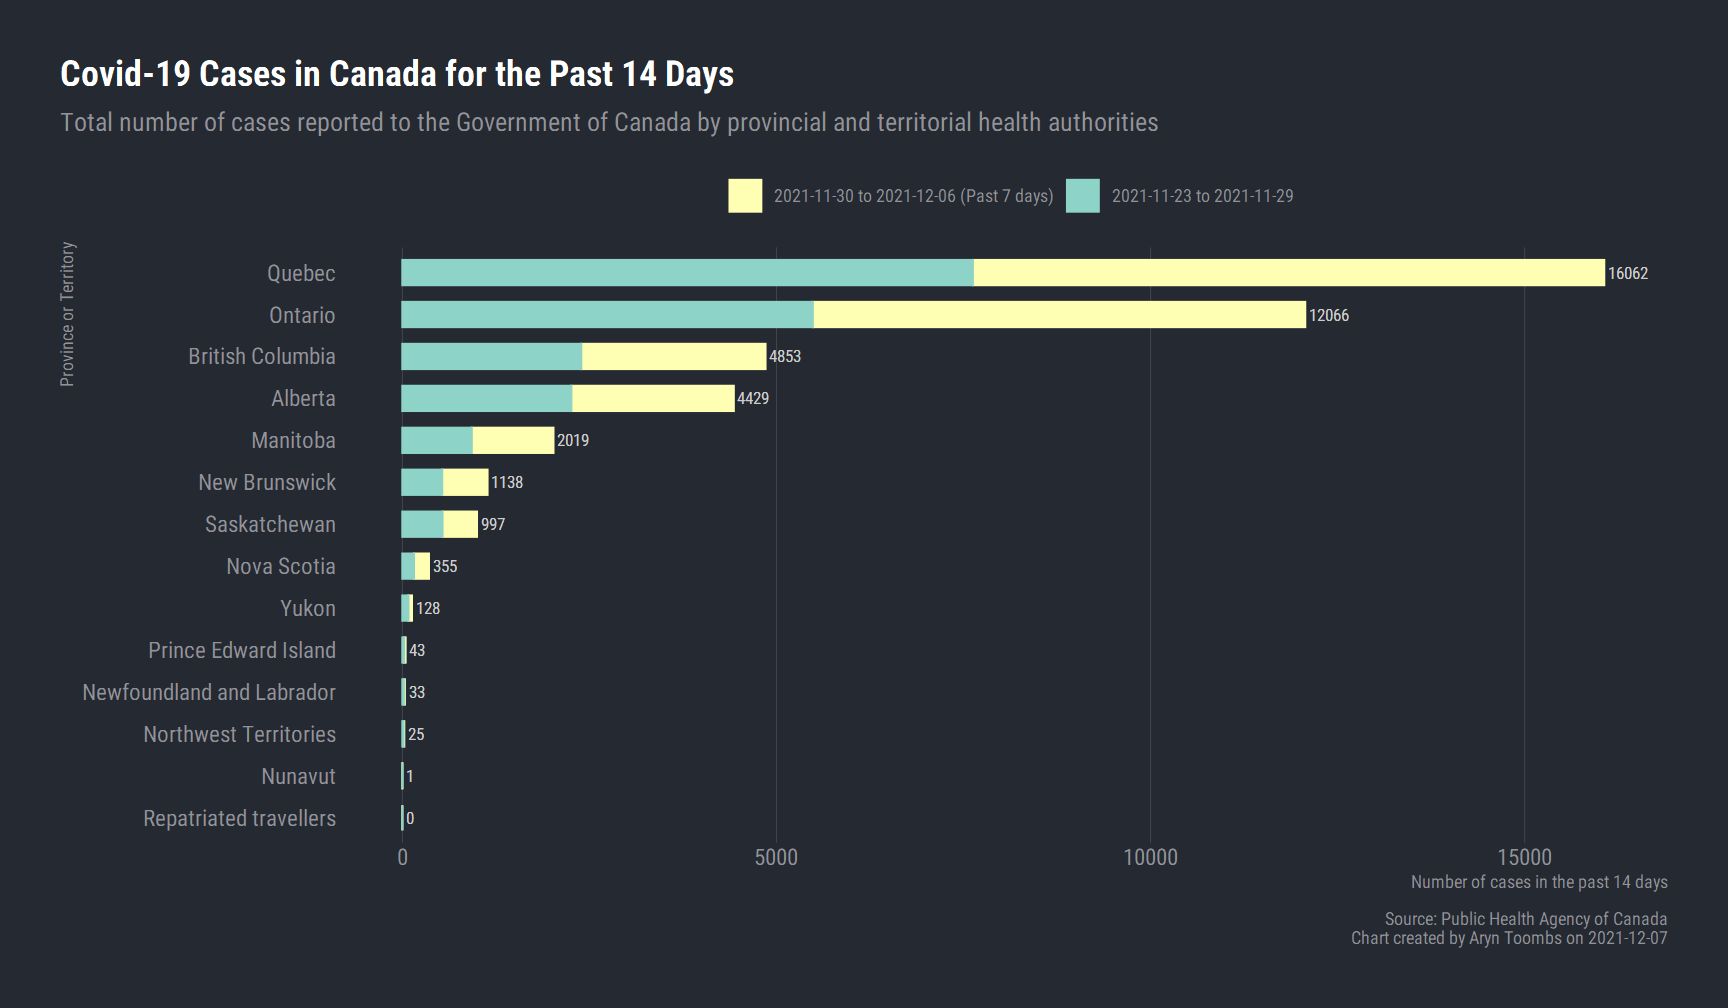 Covid-19 Cases in Canada for the Past 14 Days
Total number of cases reported to the Government of Canada by provincial and territorial health authorities
2021-11-30 to 2021-12-06 (Past 7 days)
2021-11-23 to 2021-11-29
Province or Territory
Quebec 16062
Ontario 12066
British Columbia 4853
Alberta 4429
Manitoba 2019
New Brunswick 1138
Saskatchewan 997
Nova Scotia 355
Yukon 128
Prince Edward Island 43
Newfoundland and Labrador 33
Northwest Territories 25
Nunavut 1
Repatriated travellers 0
0 5000 10000 15000
Number of cases in the past 14 days
Source: Public Health Agency of Canada
Chart created by Aryn Toombs on 2021-12-07